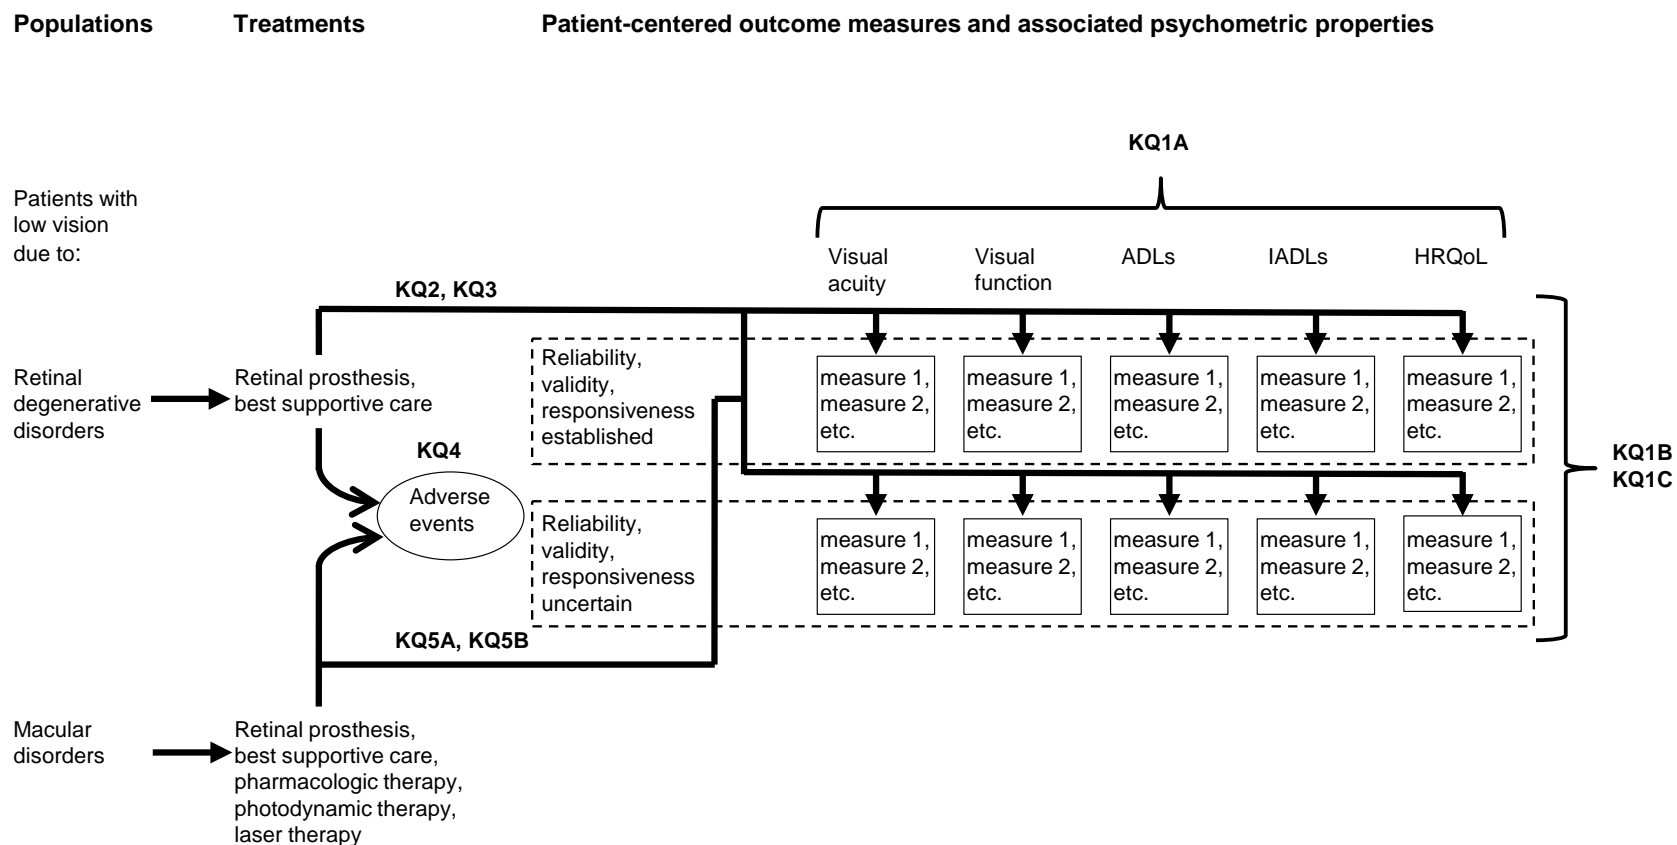 Populations
Treatments
Patient-centered outcome measures and associated psychometric properties
KQ1A
Patients with
low vision
due to:
Visual
acuity
Visual
function
ADLs
IADLs
HRQoL
KQ2, KQ3
Retinal
degenerative
disorders
Retinal prosthesis,
best supportive care
Reliability,
validity,
responsiveness
established
measure 1,
measure 2,
etc.
measure 1,
measure 2,
etc.
measure 1,
measure 2,
etc.
measure 1,
measure 2,
etc.
measure 1,
measure 2,
etc.
KQ1B
KQ1C
KQ4
Adverse
events
Reliability,
validity,
responsiveness
uncertain
measure 1,
measure 2,
etc.
measure 1,
measure 2,
etc.
measure 1,
measure 2,
etc.
measure 1,
measure 2,
etc.
measure 1,
measure 2,
etc.
KQ5A, KQ5B
Macular
disorders
Retinal prosthesis,
best supportive care,
pharmacologic therapy,
photodynamic therapy,
laser therapy